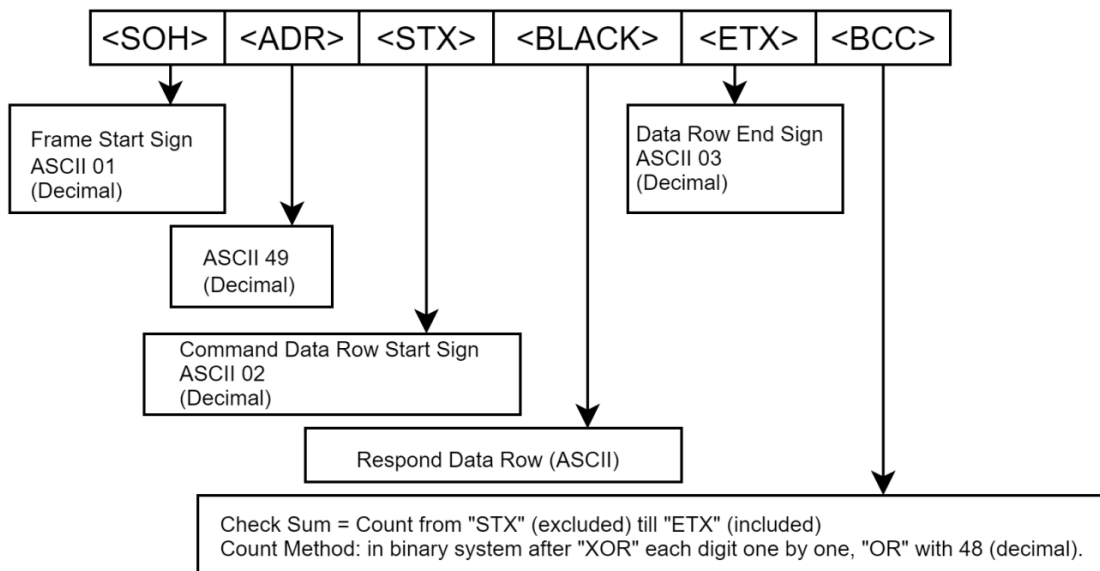 <SOH> <ADR> <STX> <BLACK> <ETX> <BCC>
Frame Start Sign
ASCII 01
(Decimal)
Data Row End Sign
ASCII 03
(Decimal)
ASCII 49
(Decimal)
Command Data Row Start Sign
ASCII 02
(Decimal)
Respond Data Row (ASCII)
Check Sum = Count from "STX" (excluded) till "ETX" (included)
Count Method: in binary system after "XOR" each digit one by one, "OR" with 48 (decimal).